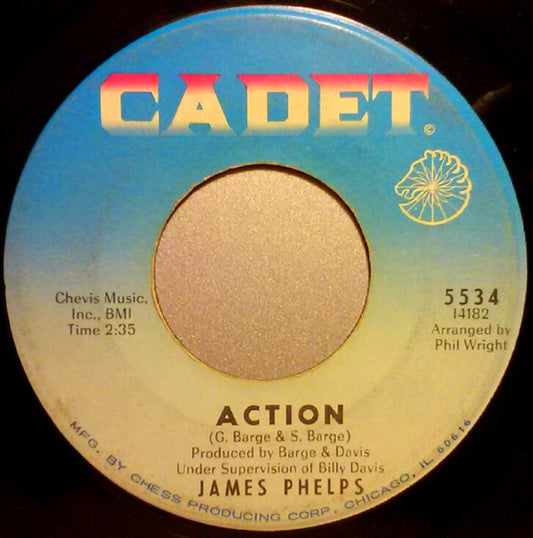 CADET
©
Chevis Music,
Inc., BMI
Time 2:35
5534
14182
Arranged by
Phil Wright
ACTION
(G. Barge & S. Barge)
Produced by Barge & Davis
Under Supervision of Billy Davis
JAMES PHELPS
MFG. BY CHESS PRODUCING CORP., CHICAGO, IL 60616